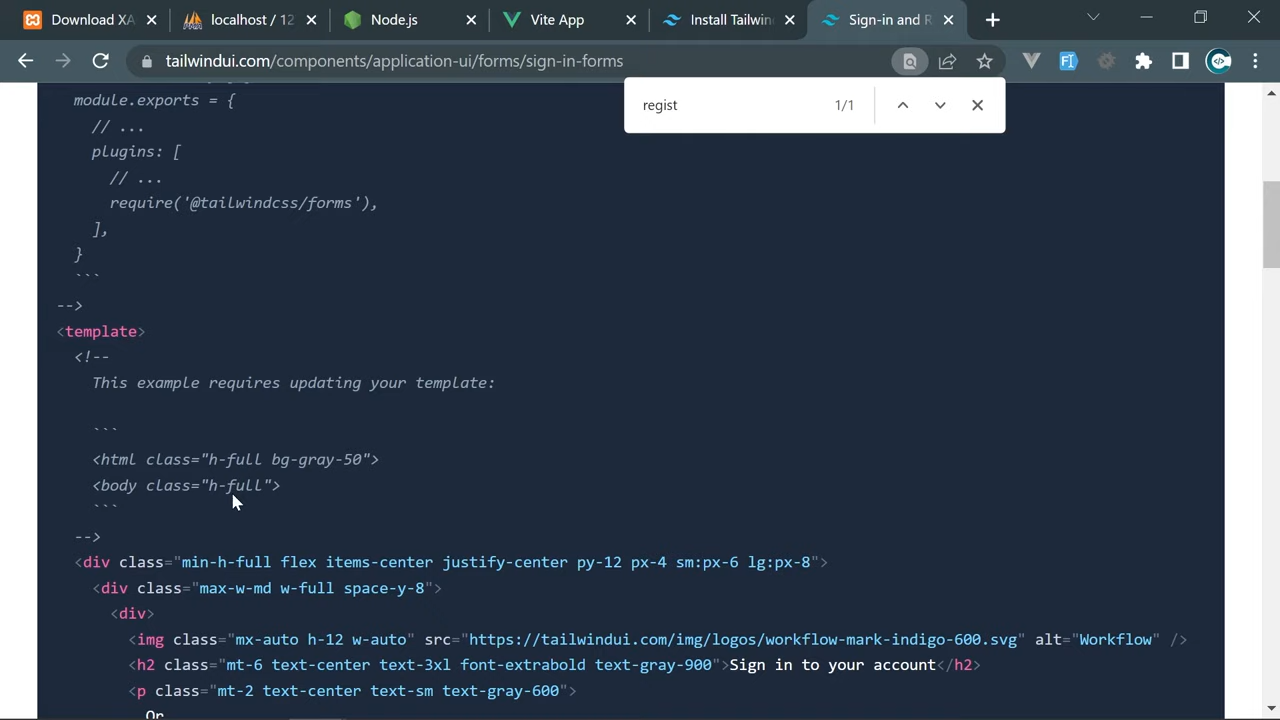 Download XA
localhost / 12
Node.js
Vite App
Install Tailwin
Sign-in and R
tailwindui.com/components/application-ui/forms/sign-in-forms
regist
1/1
module.exports = {
// ...
plugins: [
// ...
require('@tailwindcss/forms'),
],
}
```
-->
<template>
<!--
This example requires updating your template:
```
<html class="h-full bg-gray-50">
<body class="h-full">
```
-->
<div class="min-h-full flex items-center justify-center py-12 px-4 sm:px-6 lg:px-8">
<div class="max-w-md w-full space-y-8">
<div>
<img class="mx-auto h-12 w-auto" src="https://tailwindui.com/img/logos/workflow-mark-indigo-600.svg" alt="Workflow" />
<h2 class="mt-6 text-center text-3xl font-extrabold text-gray-900">Sign in to your account</h2>
<p class="mt-2 text-center text-sm text-gray-600">
Or